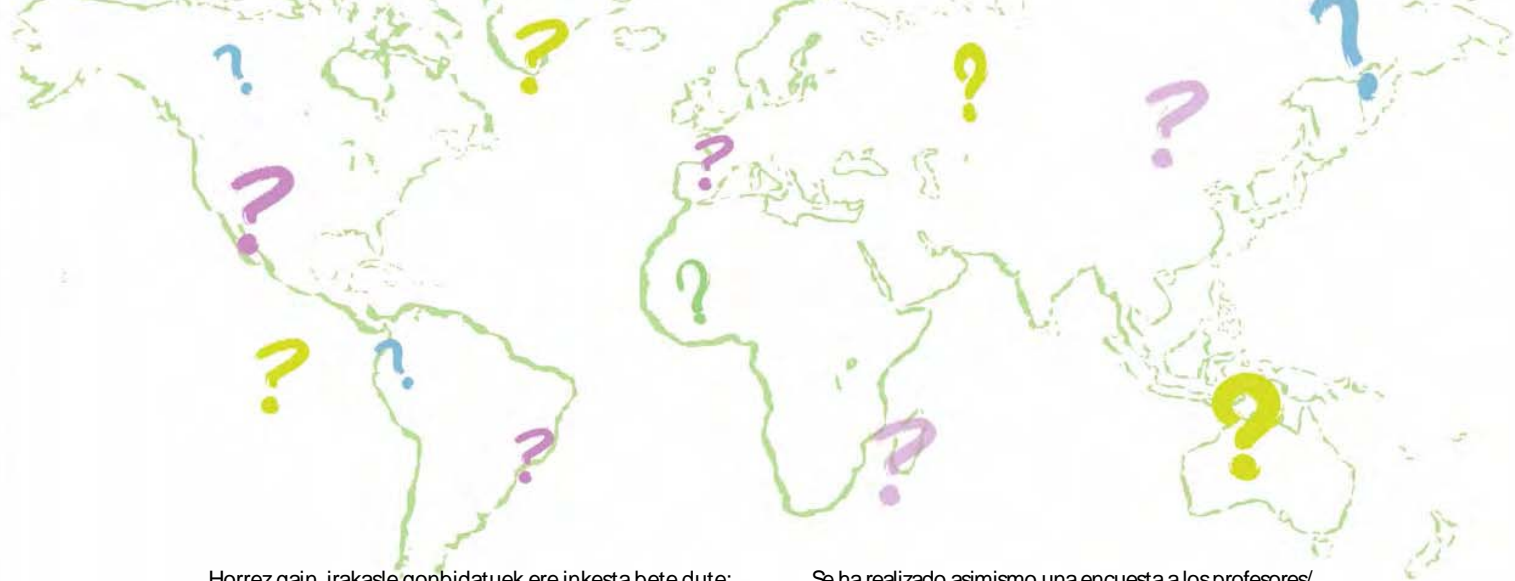 Horrez gain, irakasle gonbidatuek ere inkesta bete dute;
Se ha realizado asimismo una encuesta a los profesores/